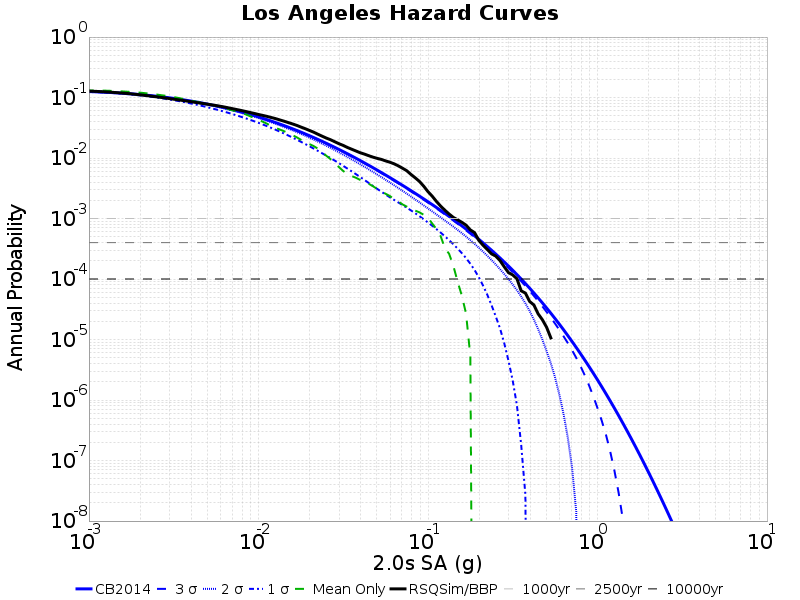 Los Angeles Hazard Curves
10^0
10^-1
10^-2
10^-3
10^-4
10^-5
10^-6
10^-7
10^-8
Annual Probability
10^-3 10^-2 10^-1 10^0 10^1
2.0s SA (g)
CB2014 3 σ 2 σ 1 σ Mean Only RSQSim/BBP 1000yr 2500yr 10000yr